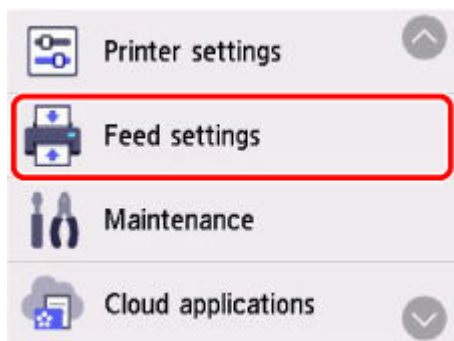 Printer settings
Feed settings
Maintenance
Cloud applications